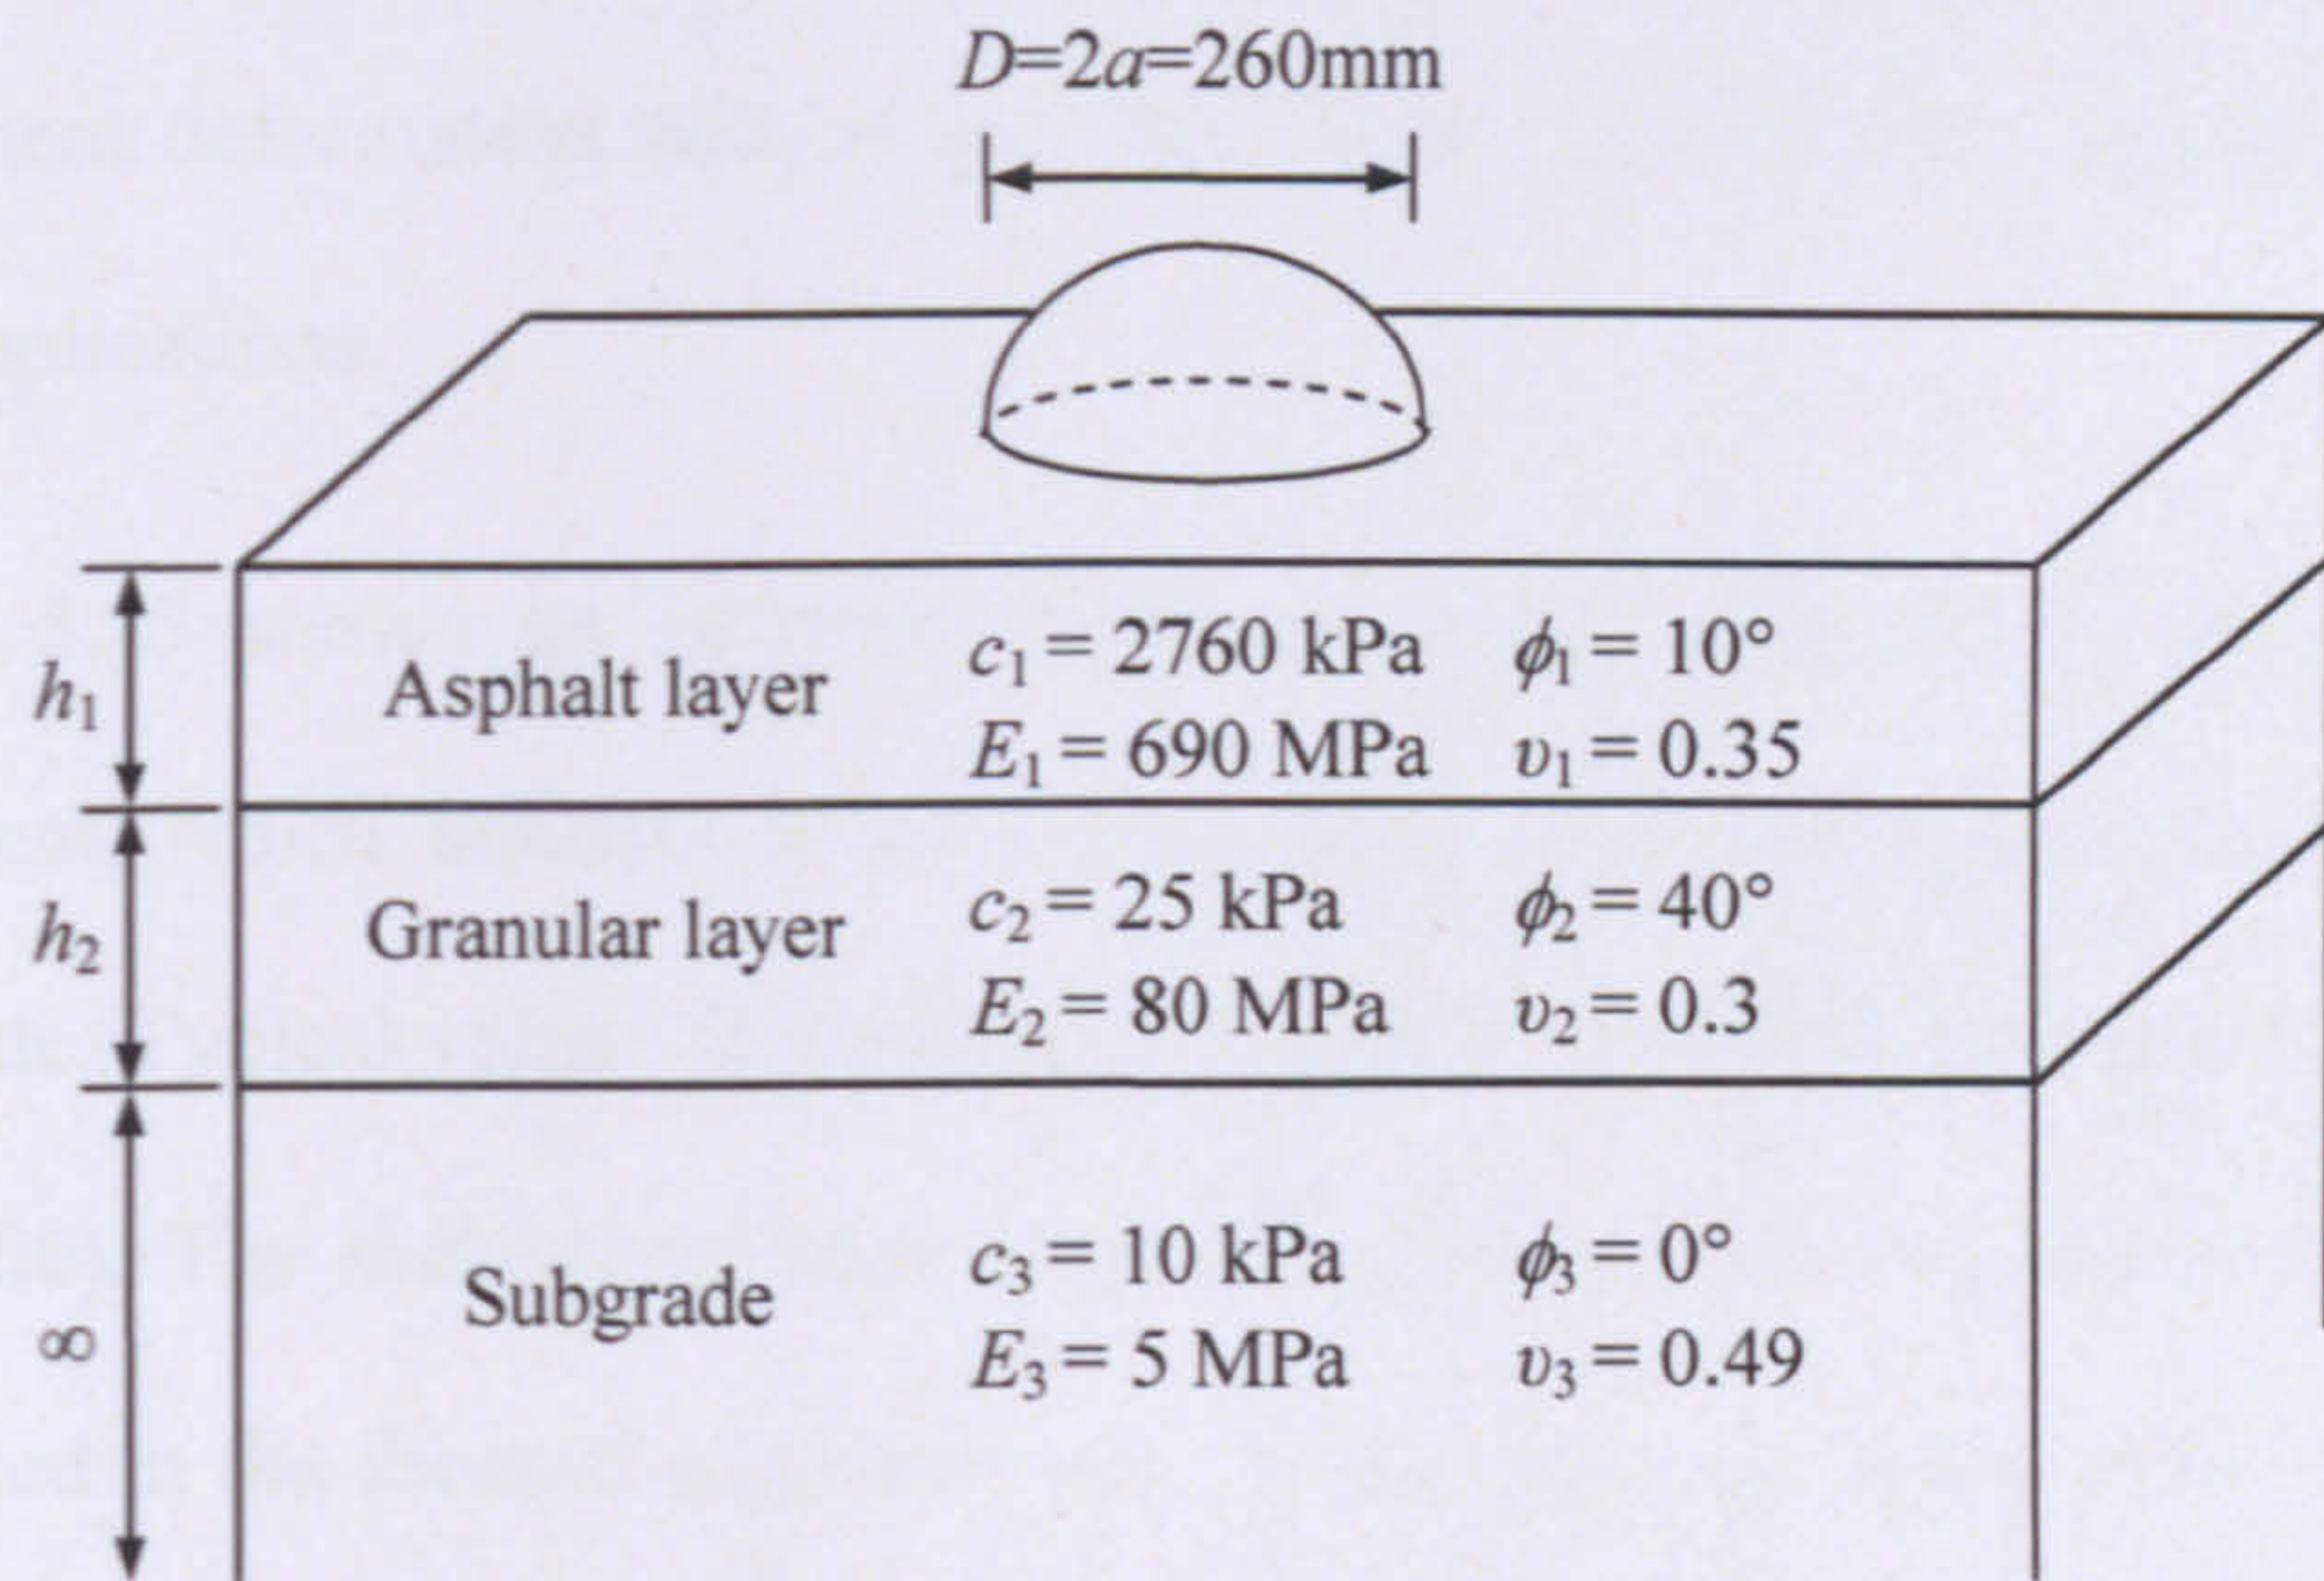 D=2a=260mm
h₁ Asphalt layer c₁ = 2760 kPa ϕ₁ = 10°
E₁ = 690 MPa υ₁ = 0.35
h₂ Granular layer c₂ = 25 kPa ϕ₂ = 40°
E₂ = 80 MPa υ₂ = 0.3
∞ Subgrade c₃ = 10 kPa ϕ₃ = 0°
E₃ = 5 MPa υ₃ = 0.49